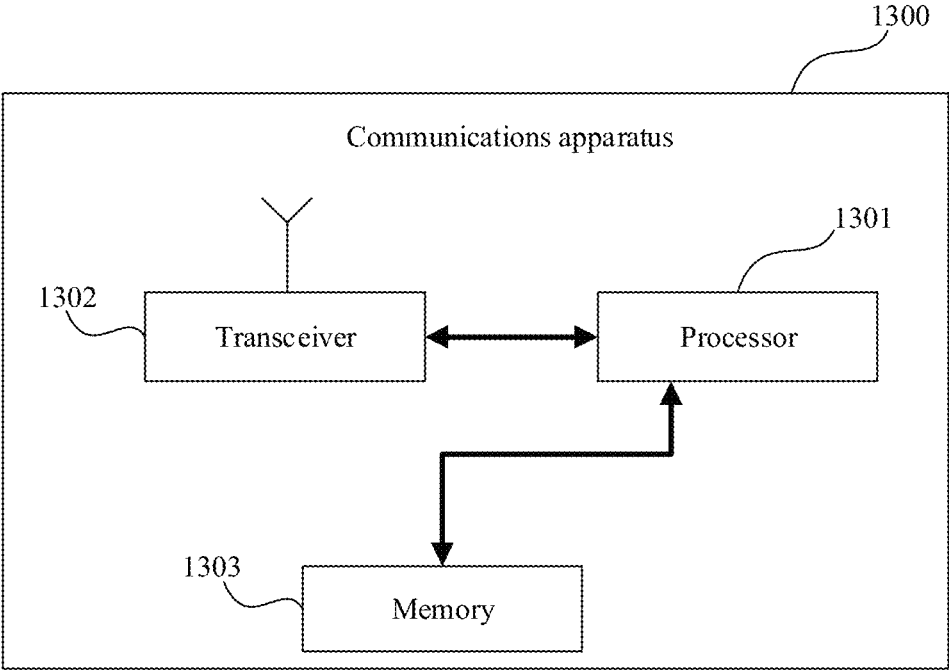 1300
Communications apparatus
1301
1302
Transceiver
Processor
1303
Memory